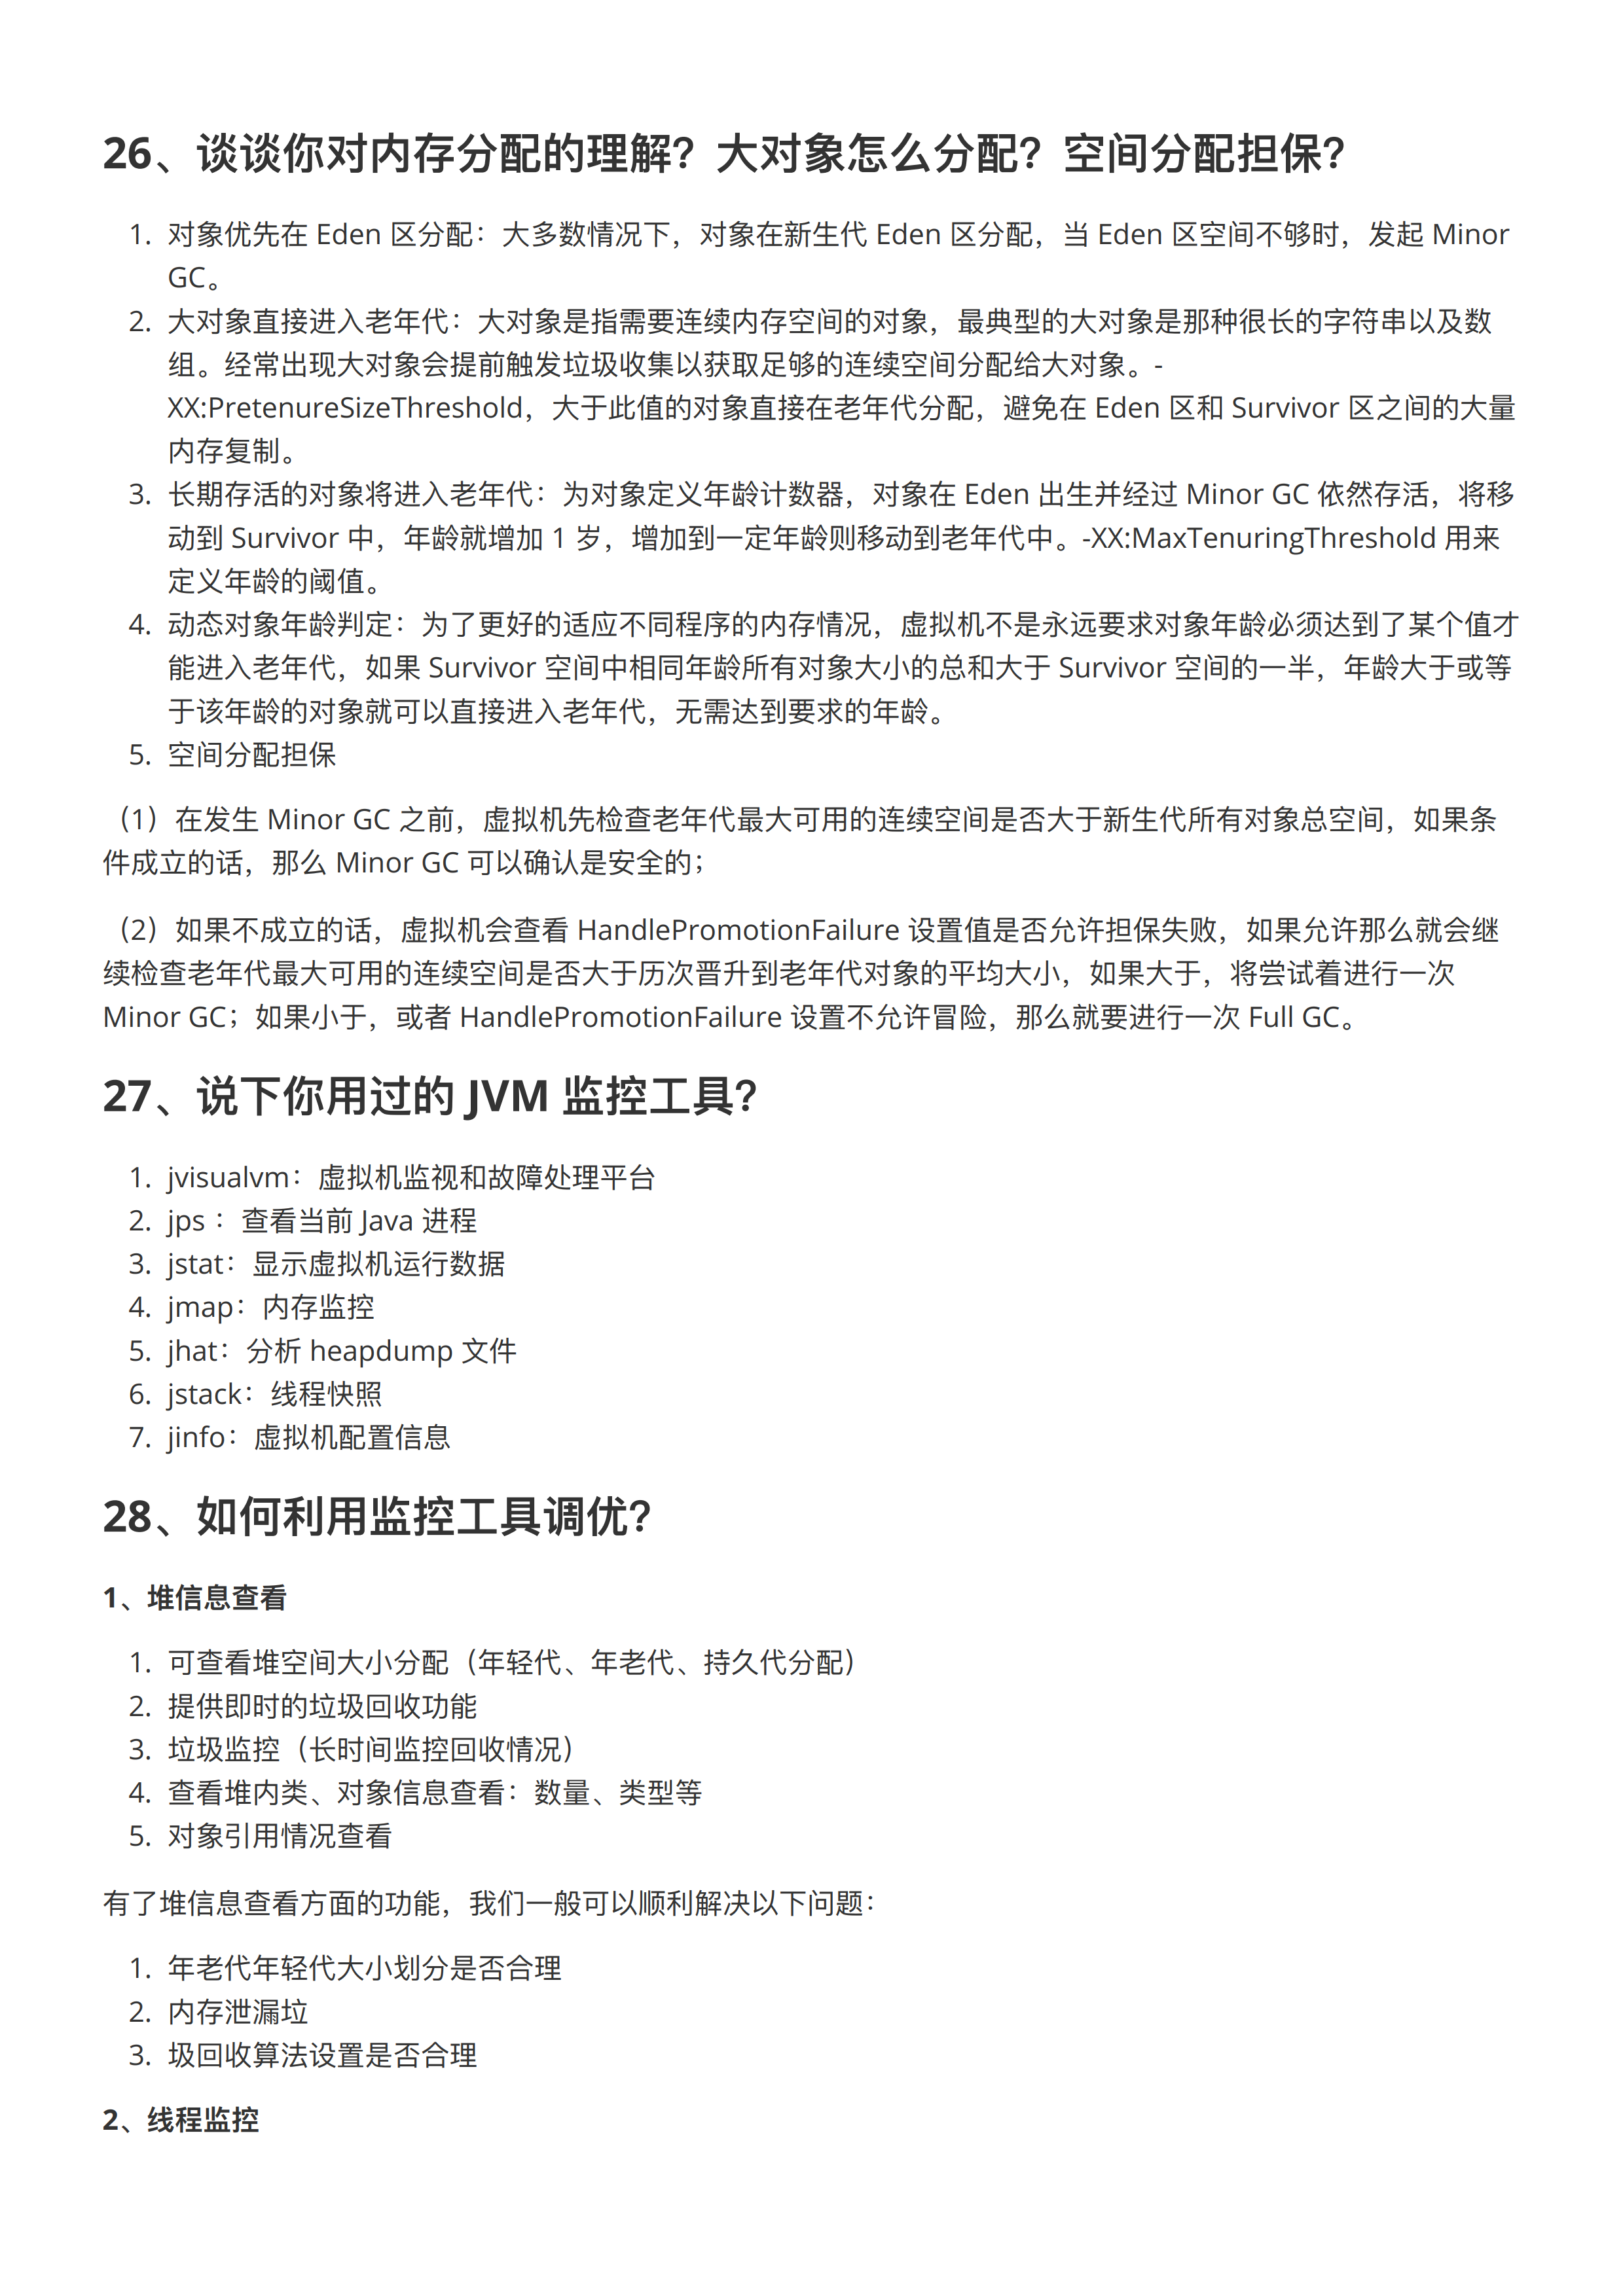 26、谈谈你对内存分配的理解？大对象怎么分配？空间分配担保？
1. 对象优先在 Eden 区分配：大多数情况下，对象在新生代 Eden 区分配，当 Eden 区空间不够时，发起 Minor
GC。
2. 大对象直接进入老年代：大对象是指需要连续内存空间的对象，最典型的大对象是那种很长的字符串以及数
组。经常出现大对象会提前触发垃圾收集以获取足够的连续空间分配给大对象。-
XX:PretenureSizeThreshold，大于此值的对象直接在老年代分配，避免在 Eden 区和 Survivor 区之间的大量
内存复制。
3. 长期存活的对象将进入老年代：为对象定义年龄计数器，对象在 Eden 出生并经过 Minor GC 依然存活，将移
动到 Survivor 中，年龄就增加 1 岁，增加到一定年龄则移动到老年代中。-XX:MaxTenuringThreshold 用来
定义年龄的阈值。
4. 动态对象年龄判定：为了更好的适应不同程序的内存情况，虚拟机不是永远要求对象年龄必须达到了某个值才
能进入老年代，如果 Survivor 空间中相同年龄所有对象大小的总和大于 Survivor 空间的一半，年龄大于或等
于该年龄的对象就可以直接进入老年代，无需达到要求的年龄。
5. 空间分配担保
（1）在发生 Minor GC 之前，虚拟机先检查老年代最大可用的连续空间是否大于新生代所有对象总空间，如果条
件成立的话，那么 Minor GC 可以确认是安全的；
（2）如果不成立的话，虚拟机会查看 HandlePromotionFailure 设置值是否允许担保失败，如果允许那么就会继
续检查老年代最大可用的连续空间是否大于历次晋升到老年代对象的平均大小，如果大于，将尝试着进行一次
Minor GC；如果小于，或者 HandlePromotionFailure 设置不允许冒险，那么就要进行一次 Full GC。
27、说下你用过的 JVM 监控工具？
1. jvisualvm：虚拟机监视和故障处理平台
2. jps ：查看当前 Java 进程
3. jstat：显示虚拟机运行数据
4. jmap：内存监控
5. jhat：分析 heapdump 文件
6. jstack：线程快照
7. jinfo：虚拟机配置信息
28、如何利用监控工具调优？
1、堆信息查看
1. 可查看堆空间大小分配（年轻代、年老代、持久代分配）
2. 提供即时的垃圾回收功能
3. 垃圾监控（长时间监控回收情况）
4. 查看堆内类、对象信息查看：数量、类型等
5. 对象引用情况查看
有了堆信息查看方面的功能，我们一般可以顺利解决以下问题：
1. 年老代年轻代大小划分是否合理
2. 内存泄漏垃
3. 圾回收算法设置是否合理
2、线程监控